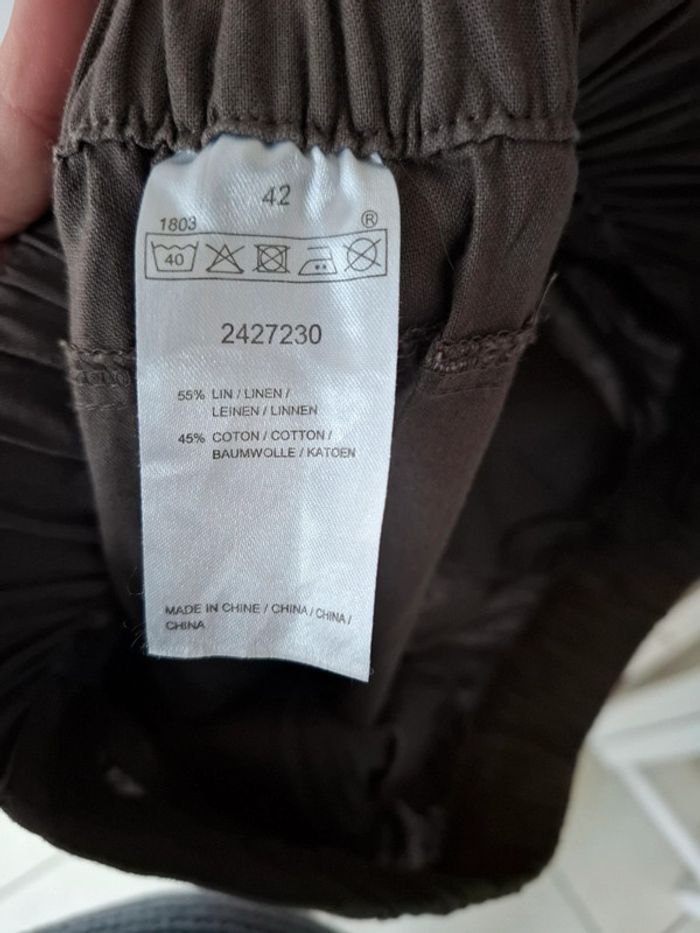 42
1803 ®
40
2427230
55% LIN / LINEN /
LEINEN / LINNEN
45% COTON / COTTON /
BAUMWOLLE / KATOEN
MADE IN CHINE / CHINA / CHINA /
CHINA